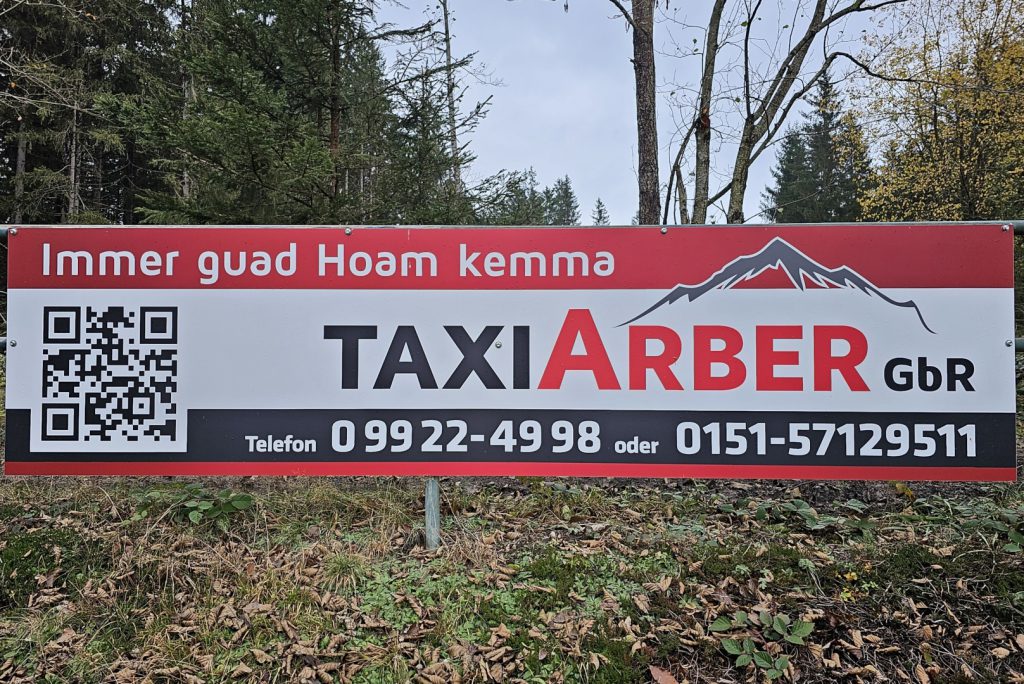 Immer guad Hoam kemma
TAXIARBER GbR
Telefon 0 99 22-49 98 oder 0151-57129511